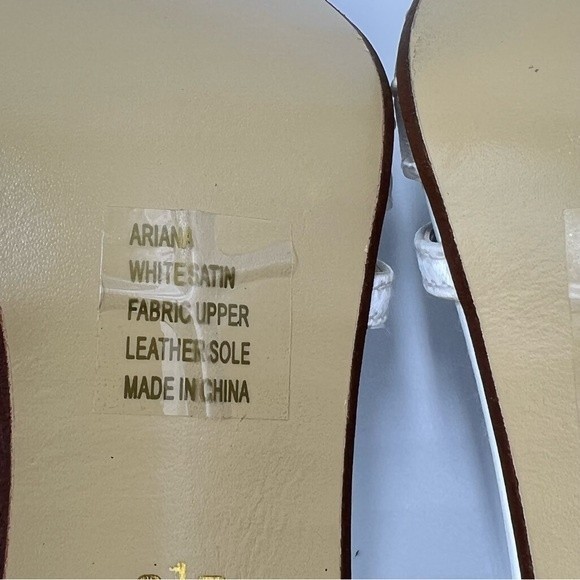 ARIANA
WHITE SATIN
FABRIC UPPER
LEATHER SOLE
MADE IN CHINA